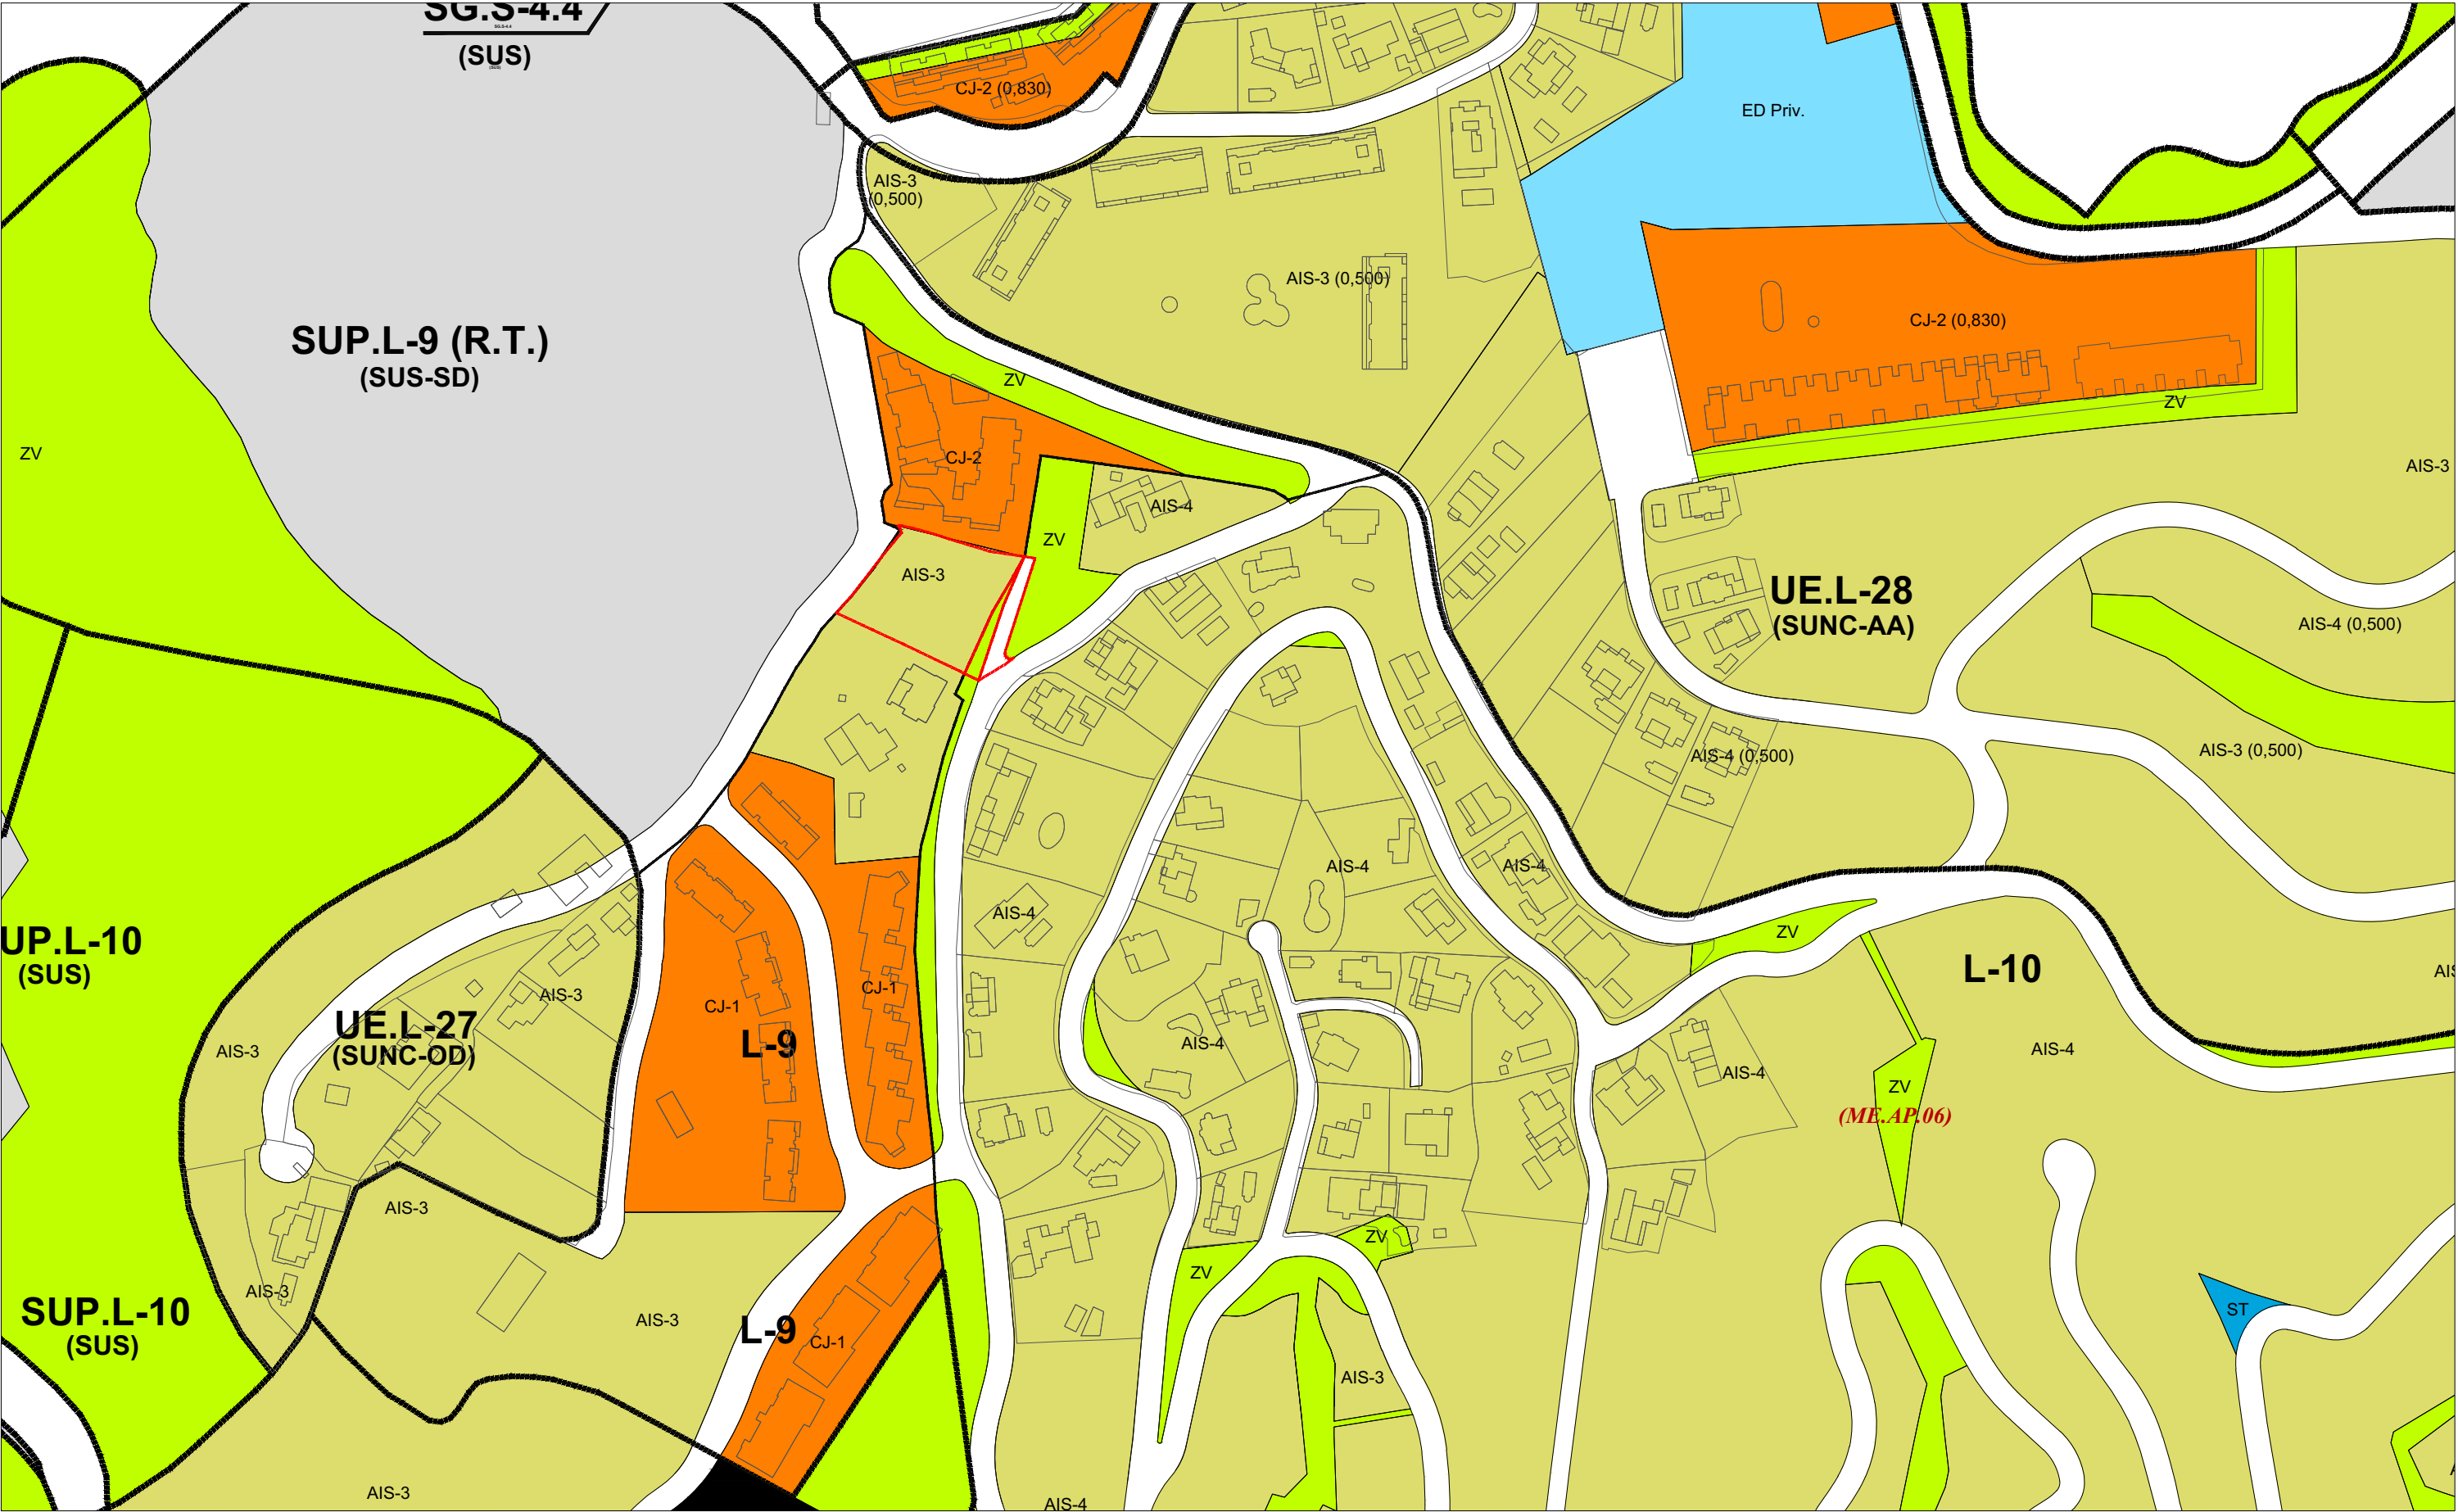 SG.S-4.4
SG.S-4.4
(SUS)
(SUS)
CJ-2 (0,830)
ED Priv.
AIS-3
(0,500)
AIS-3 (0,500)
CJ-2 (0,830)
SUP.L-9 (R.T.)
(SUS-SD)
ZV
ZV
ZV
CJ-2
AIS-3
AIS-4
ZV
AIS-3
UE.L-28
(SUNC-AA)
AIS-4 (0,500)
AIS-4 (0,500)
AIS-3 (0,500)
AIS-4
AIS-4
AIS-4
ZV
UP.L-10
(SUS)
L-10
AIS
AIS-3
CJ-1
CJ-1
UE.L-27
(SUNC-OD)
L-9
AIS-3
AIS-4
AIS-4
AIS-4
ZV
(ME.AP.06)
AIS-3
ZV
ZV
AIS-3
SUP.L-10
(SUS)
AIS-3
L-9
CJ-1
ST
AIS-3
AIS-3
AIS-4